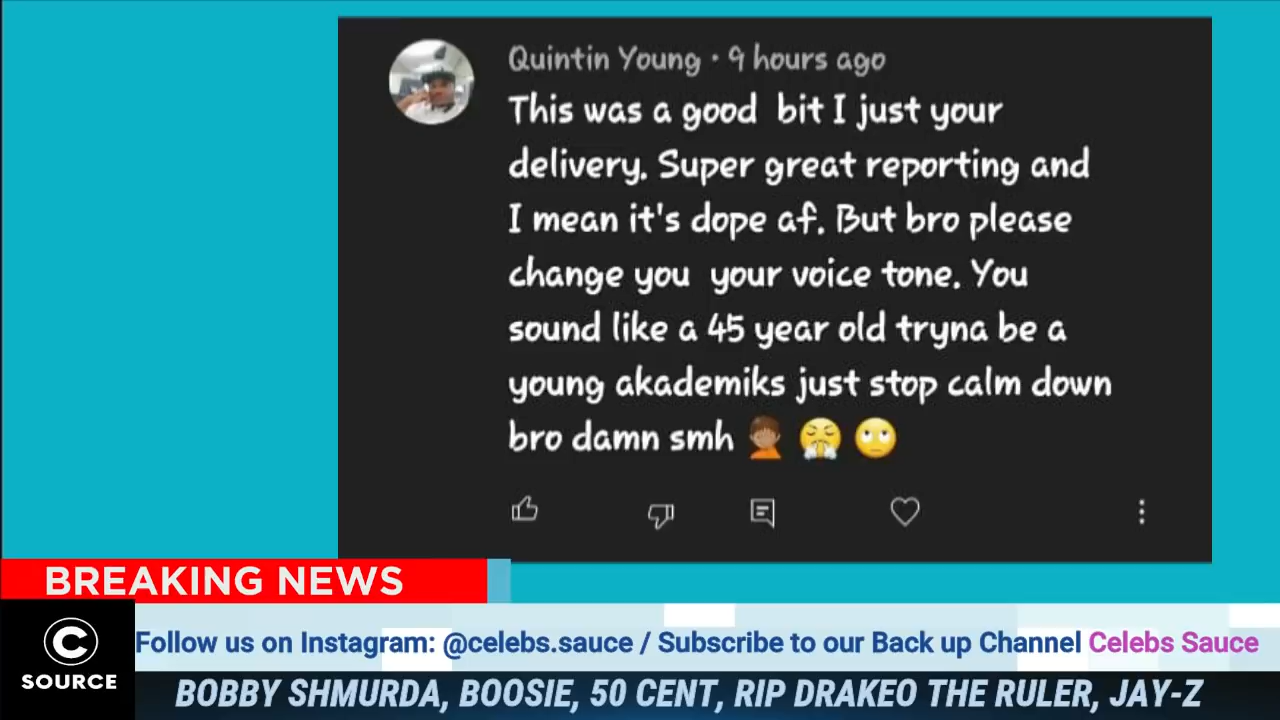 Quintin Young • 9 hours ago
This was a good bit I just your
delivery. Super great reporting and
I mean it's dope af. But bro please
change you your voice tone. You
sound like a 45 year old tryna be a
young akademiks just stop calm down
bro damn smh 🤦🏾 😤 🙄
BREAKING NEWS
C
SOURCE
Follow us on Instagram: @celebs.sauce / Subscribe to our Back up Channel Celebs Sauce
BOBBY SHMURDA, BOOSIE, 50 CENT, RIP DRAKEO THE RULER, JAY-Z